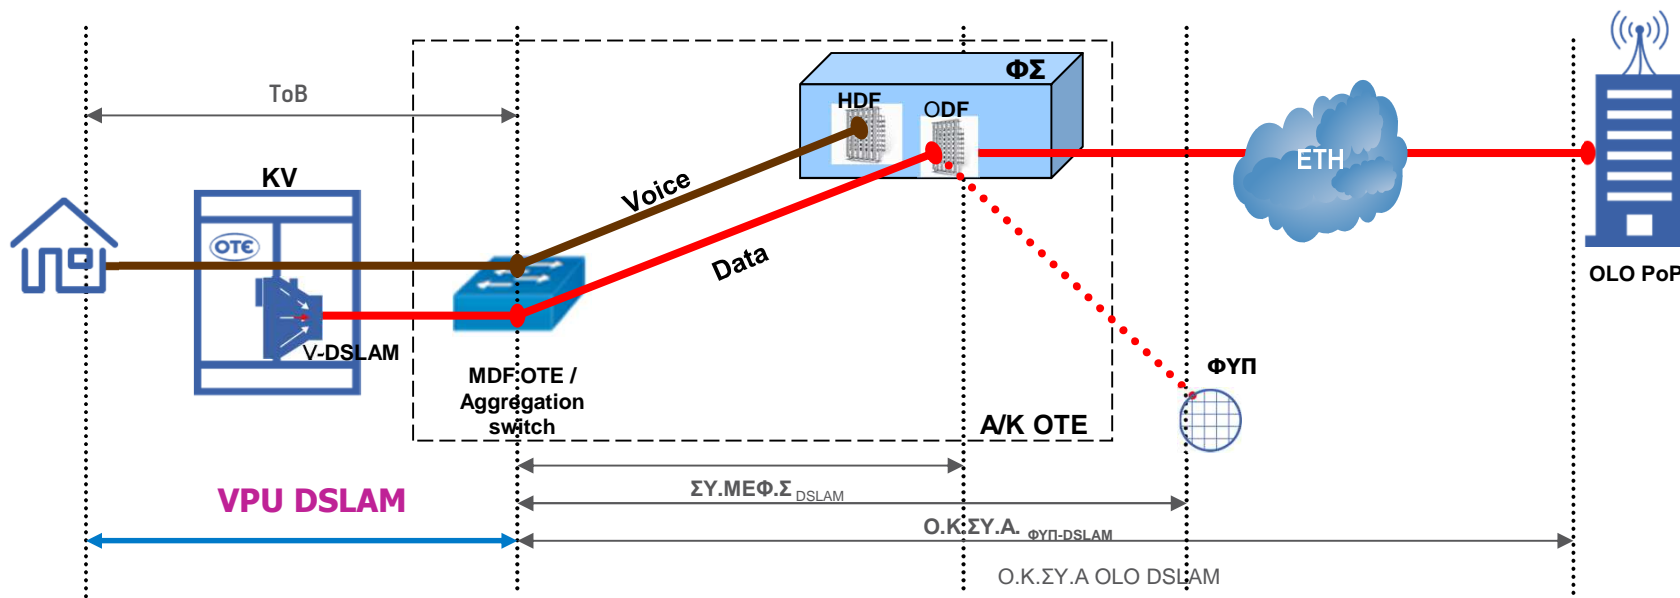 ΦΣ
ToB
HDF
ODF
ETH
KV
Voice
OTE
Data
OLO PoP
V-DSLAM
MDF OTE /
Aggregation
switch
ΦΥΠ
Α/Κ ΟΤΕ
VPU DSLAM
ΣΥ.ΜΕΦ.Σ DSLAM
Ο.Κ.ΣΥ.Α. ΦΥΠ-DSLAM
Ο.Κ.ΣΥ.Α OLO DSLAM